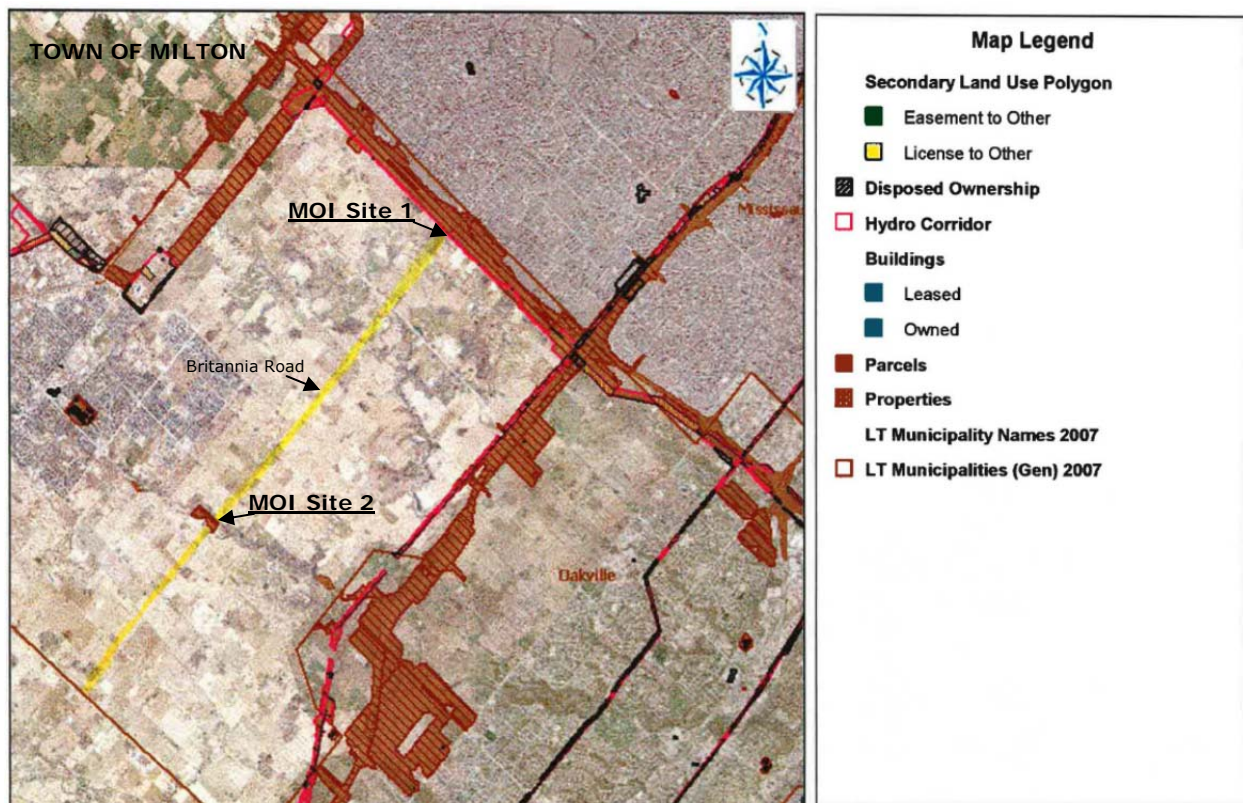 TOWN OF MILTON
MOI Site 1
Britannia Road
MOI Site 2
Oakville
Map Legend
Secondary Land Use Polygon
Easement to Other
License to Other
Disposed Ownership
Hydro Corridor
Buildings
Leased
Owned
Parcels
Properties
LT Municipality Names 2007
LT Municipalities (Gen) 2007